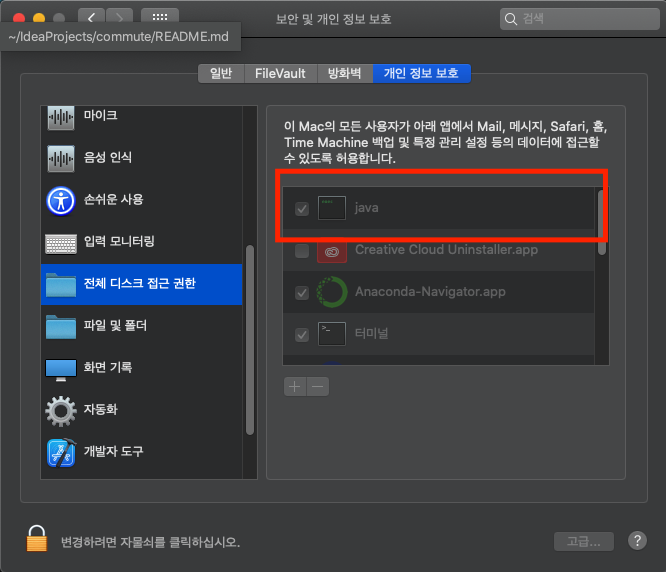 보안 및 개인 정보 보호
검색
~/IdeaProjects/commute/README.md
일반
FileVault
방화벽
개인 정보 보호
마이크
음성 인식
손쉬운 사용
입력 모니터링
전체 디스크 접근 권한
파일 및 폴더
화면 기록
자동화
개발자 도구
이 Mac의 모든 사용자가 아래 앱에서 Mail, 메시지, Safari, 홈,
Time Machine 백업 및 특정 관리 설정 등의 데이터에 접근할
수 있도록 허용합니다.
java
Creative Cloud Uninstaller.app
Anaconda-Navigator.app
터미널
변경하려면 자물쇠를 클릭하십시오.
고급...
?